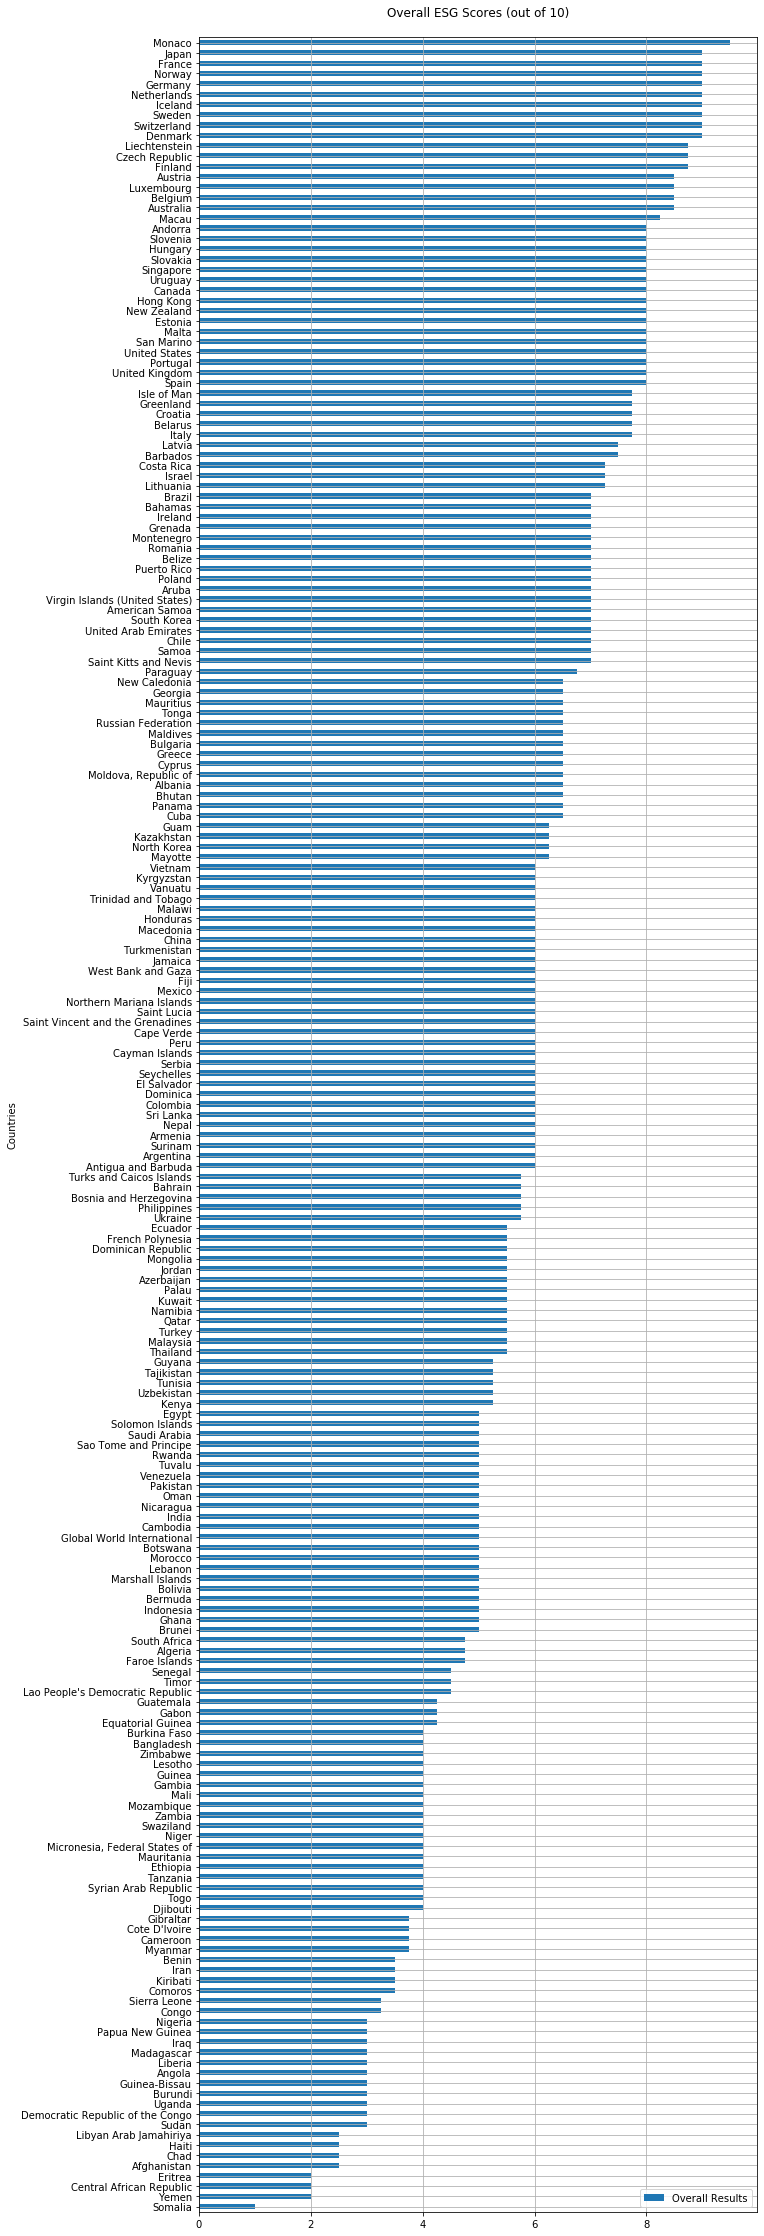 Overall ESG Scores (out of 10)
Monaco
Japan
France
Norway
Germany
Netherlands
Iceland
Sweden
Switzerland
Denmark
Liechtenstein
Czech Republic
Finland
Austria
Luxembourg
Belgium
Australia
Macau
Andorra
Slovenia
Hungary
Slovakia
Singapore
Uruguay
Canada
Hong Kong
New Zealand
Estonia
Malta
San Marino
United States
Portugal
United Kingdom
Spain
Isle of Man
Greenland
Croatia
Belarus
Italy
Latvia
Barbados
Costa Rica
Israel
Lithuania
Brazil
Bahamas
Ireland
Grenada
Montenegro
Romania
Belize
Puerto Rico
Poland
Aruba
Virgin Islands (United States)
American Samoa
South Korea
United Arab Emirates
Chile
Samoa
Saint Kitts and Nevis
Paraguay
New Caledonia
Georgia
Mauritius
Tonga
Russian Federation
Maldives
Bulgaria
Greece
Cyprus
Moldova, Republic of
Albania
Bhutan
Panama
Cuba
Guam
Kazakhstan
North Korea
Mayotte
Vietnam
Kyrgyzstan
Vanuatu
Trinidad and Tobago
Malawi
Honduras
Macedonia
China
Turkmenistan
Jamaica
West Bank and Gaza
Fiji
Mexico
Northern Mariana Islands
Saint Lucia
Saint Vincent and the Grenadines
Cape Verde
Peru
Cayman Islands
Serbia
Seychelles
El Salvador
Dominica
Colombia
Sri Lanka
Nepal
Armenia
Surinam
Argentina
Antigua and Barbuda
Turks and Caicos Islands
Bahrain
Bosnia and Herzegovina
Philippines
Ukraine
Ecuador
French Polynesia
Dominican Republic
Mongolia
Jordan
Azerbaijan
Palau
Kuwait
Namibia
Qatar
Turkey
Malaysia
Thailand
Guyana
Tajikistan
Tunisia
Uzbekistan
Kenya
Egypt
Solomon Islands
Saudi Arabia
Sao Tome and Principe
Rwanda
Tuvalu
Venezuela
Pakistan
Oman
Nicaragua
India
Cambodia
Global World International
Botswana
Morocco
Lebanon
Marshall Islands
Bolivia
Bermuda
Indonesia
Ghana
Brunei
South Africa
Algeria
Faroe Islands
Senegal
Timor
Lao People's Democratic Republic
Guatemala
Gabon
Equatorial Guinea
Burkina Faso
Bangladesh
Zimbabwe
Lesotho
Guinea
Gambia
Mali
Mozambique
Zambia
Swaziland
Niger
Micronesia, Federal States of
Mauritania
Ethiopia
Tanzania
Syrian Arab Republic
Togo
Djibouti
Gibraltar
Cote D'Ivoire
Cameroon
Myanmar
Benin
Iran
Kiribati
Comoros
Sierra Leone
Congo
Nigeria
Papua New Guinea
Iraq
Madagascar
Liberia
Angola
Guinea-Bissau
Burundi
Uganda
Democratic Republic of the Congo
Sudan
Libyan Arab Jamahiriya
Haiti
Chad
Afghanistan
Eritrea
Central African Republic
Yemen
Somalia
Countries
Overall Results
0 2 4 6 8